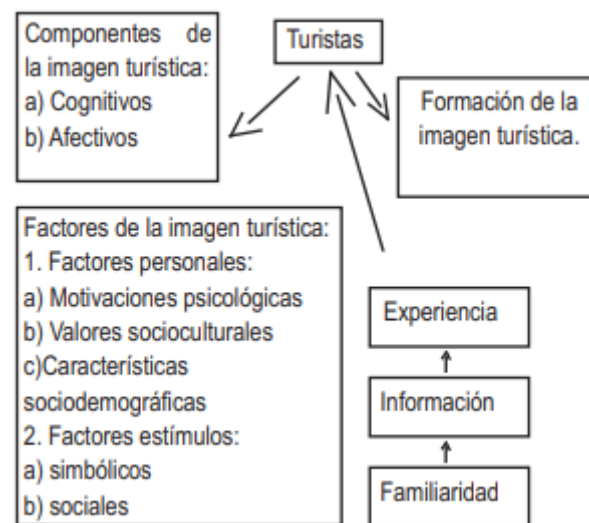 Componentes de
la imagen turística:
a) Cognitivos
b) Afectivos
Turistas
Formación de la
imagen turística.
Factores de la imagen turística:
1. Factores personales:
a) Motivaciones psicológicas
b) Valores socioculturales
c)Características
sociodemográficas
2. Factores estímulos:
a) simbólicos
b) sociales
Experiencia
Información
Familiaridad